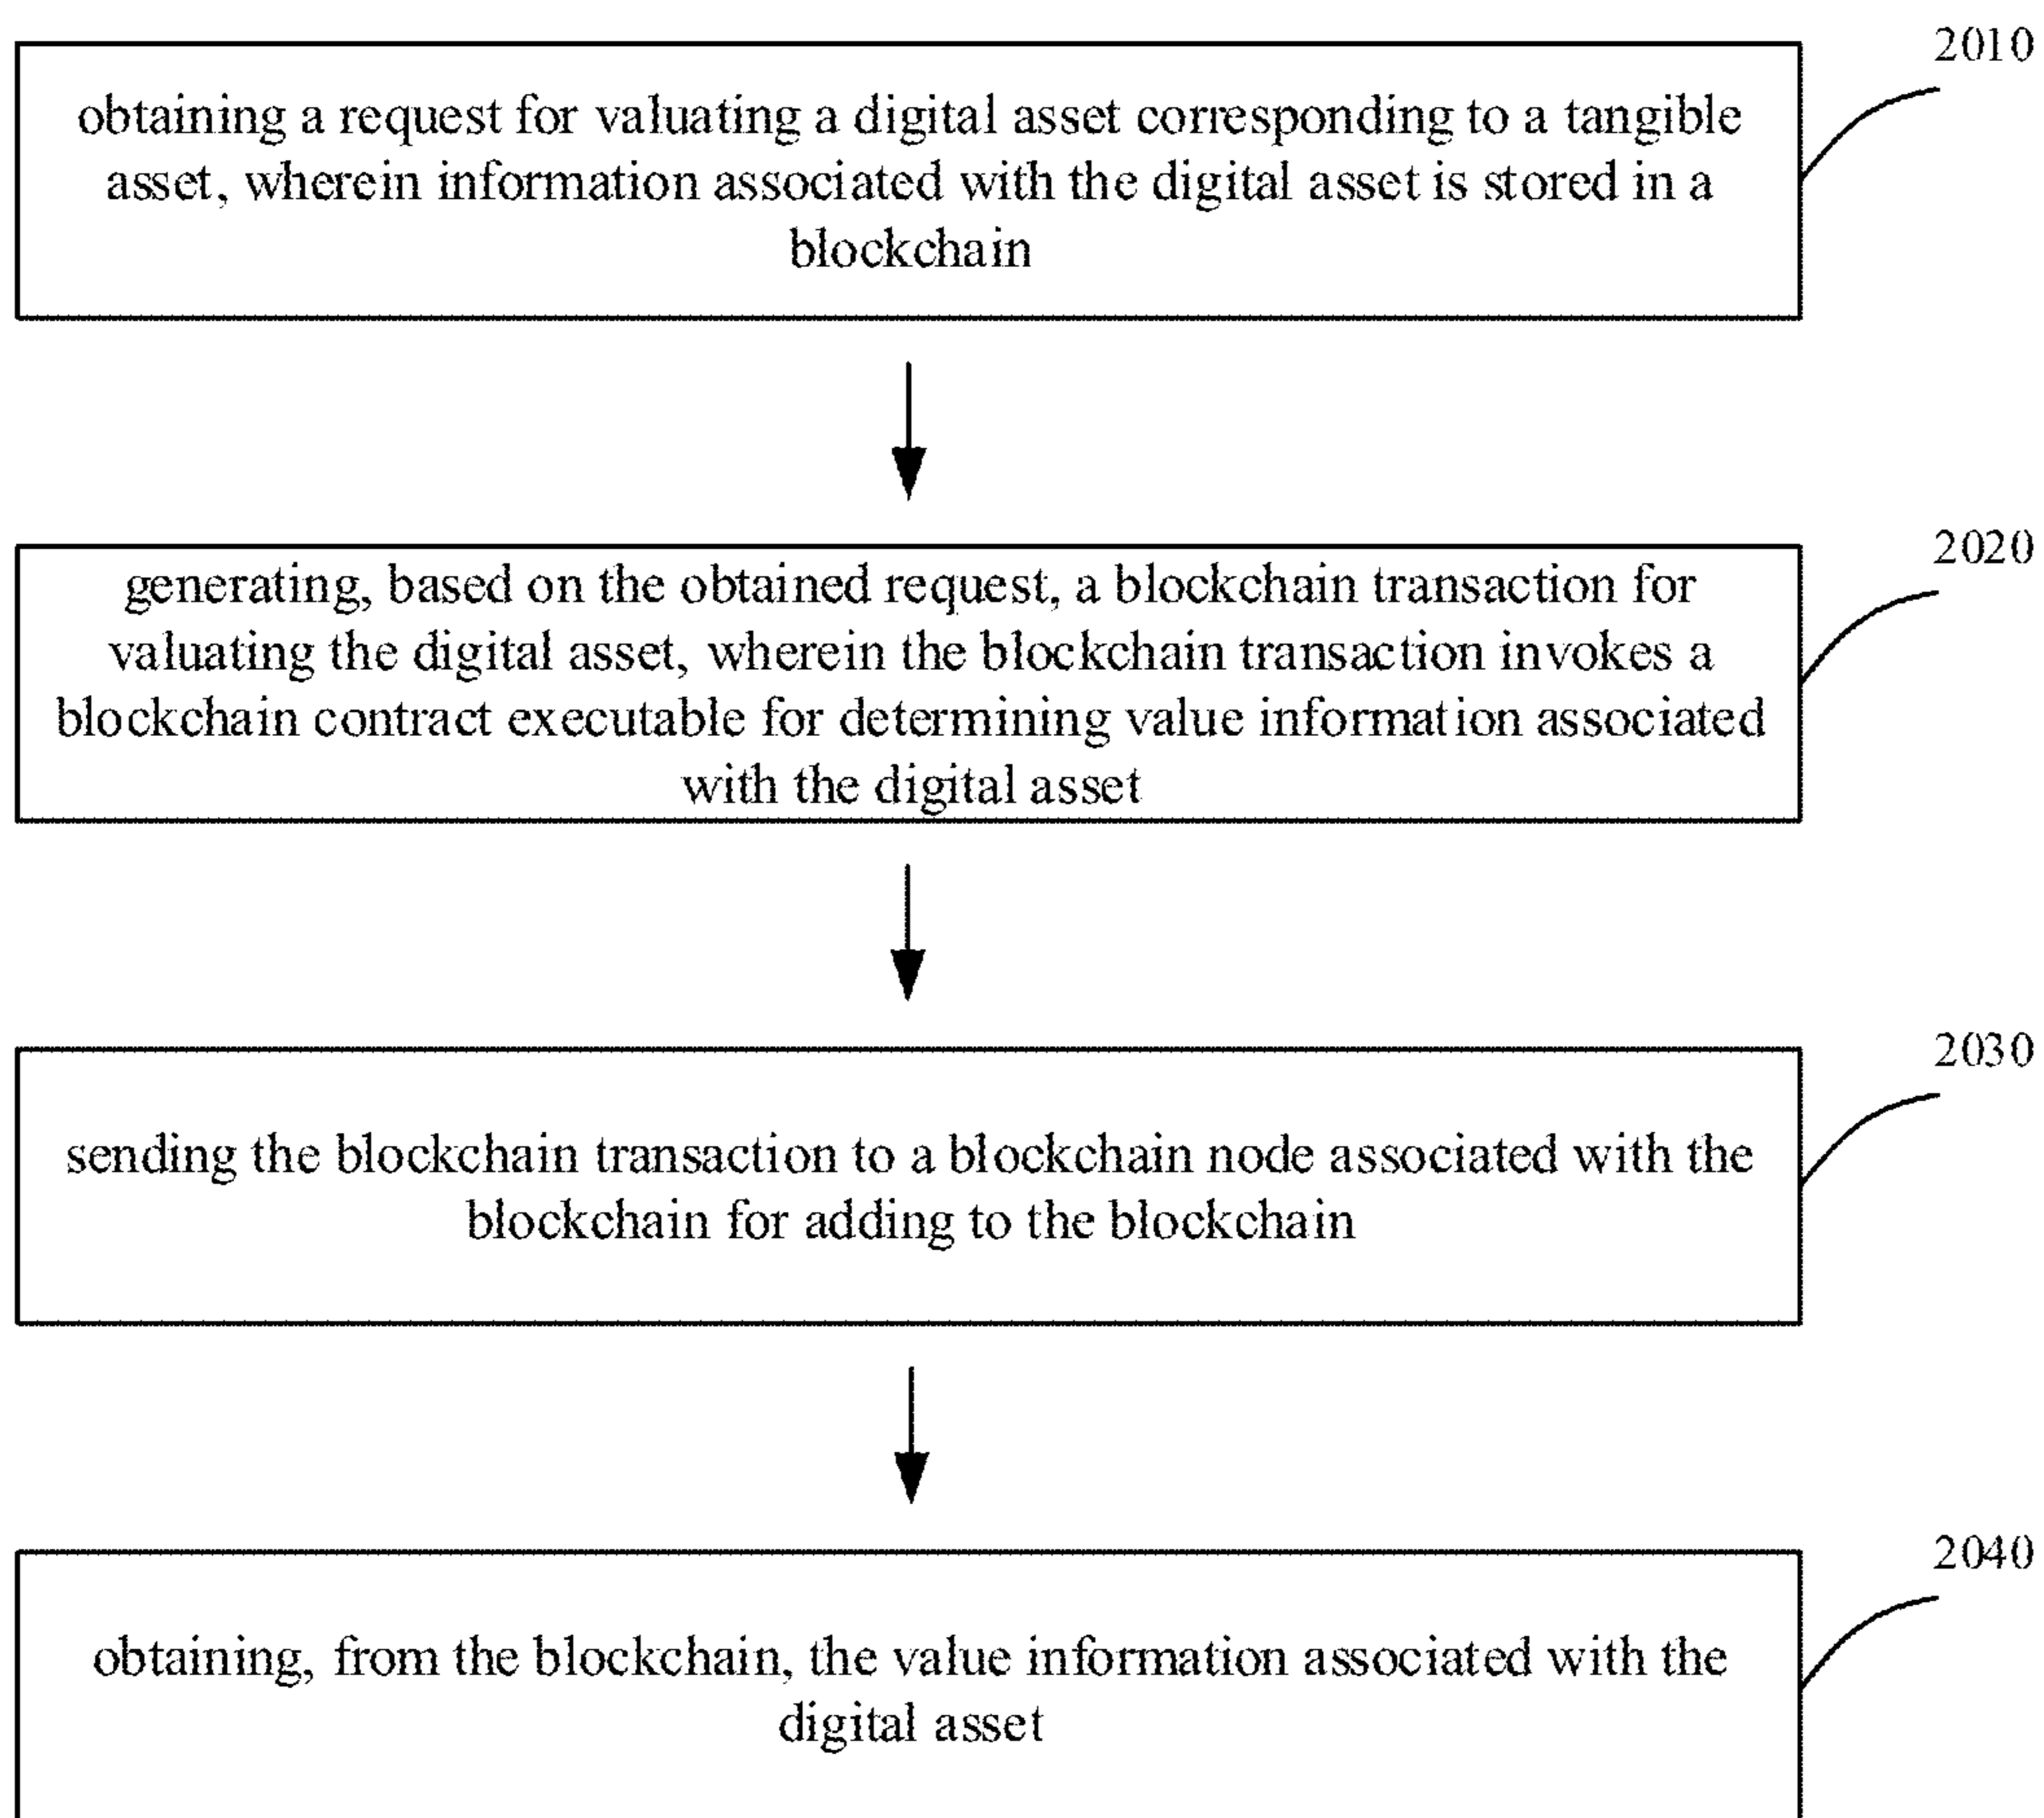 2010
obtaining a request for valuating a digital asset corresponding to a tangible
asset, wherein information associated with the digital asset is stored in a
blockchain
2020
generating, based on the obtained request, a blockchain transaction for
valuating the digital asset, wherein the blockchain transaction invokes a
blockchain contract executable for determining value information associated
with the digital asset
2030
sending the blockchain transaction to a blockchain node associated with the
blockchain for adding to the blockchain
2040
obtaining, from the blockchain, the value information associated with the
digital asset